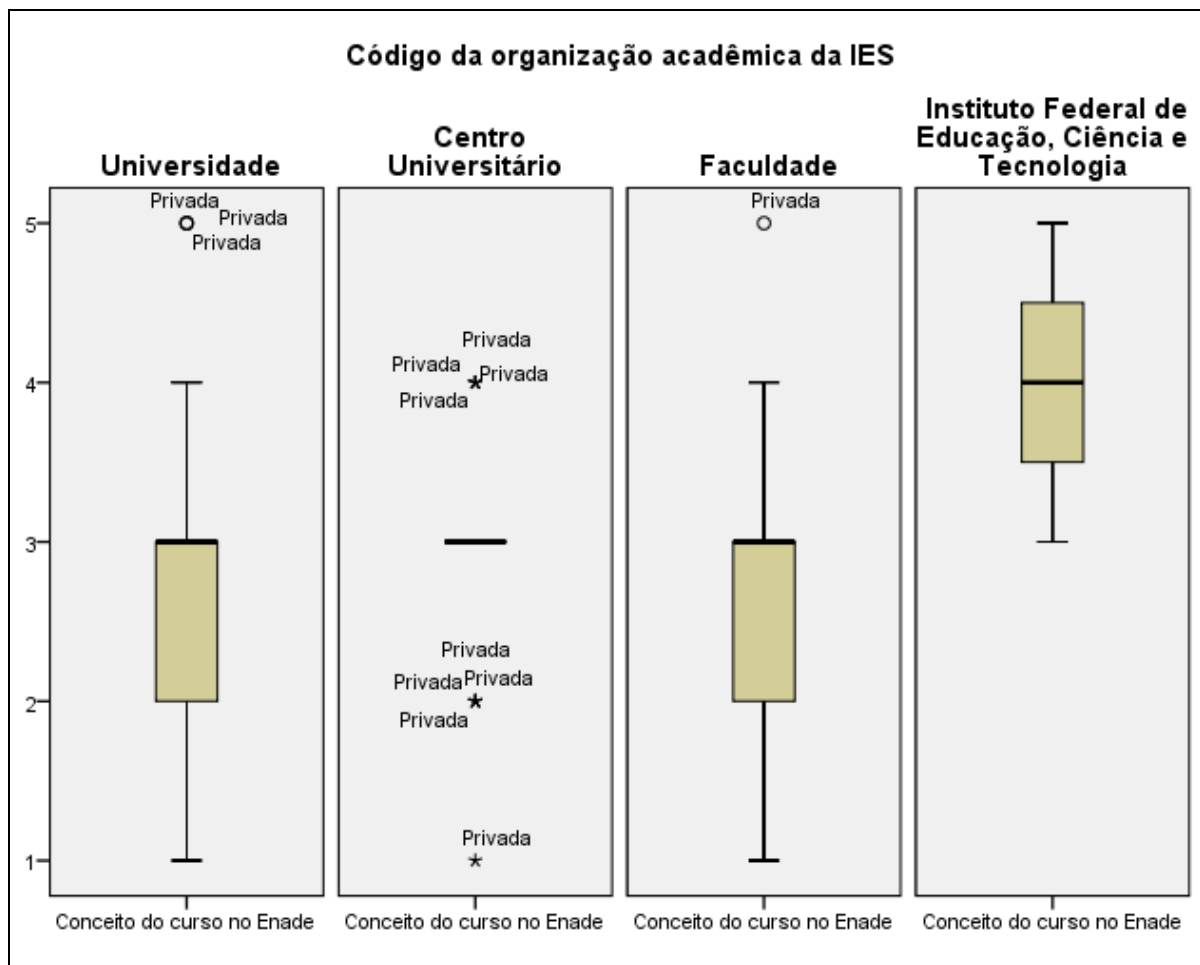 Código da organização acadêmica da IES
Universidade
Centro
Universitário
Faculdade
Instituto Federal de
Educação, Ciência e
Tecnologia
5
4
3
2
1
Privada
Privada
Privada
Privada
Privada
Privada
Privada
Privada
Privada
Privada
Privada
Privada
Privada
Conceito do curso no Enade
Conceito do curso no Enade
Conceito do curso no Enade
Conceito do curso no Enade